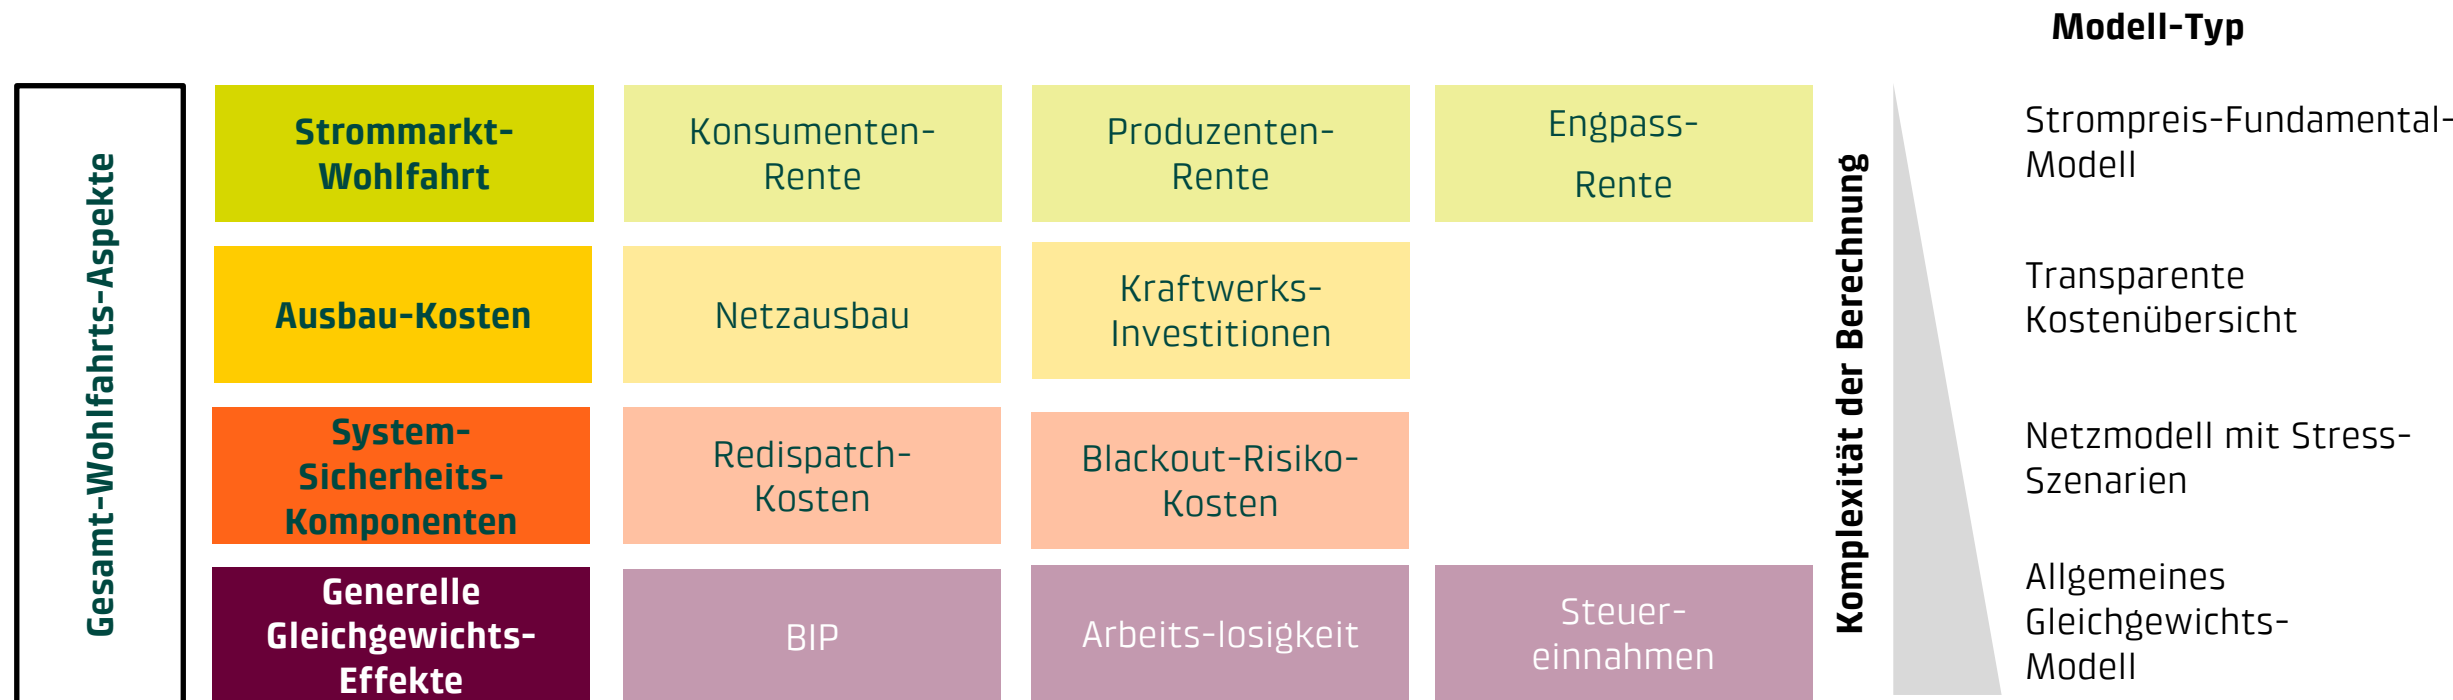 Modell-Typ
Gesamt-Wohlfahrts-Aspekte
Strommarkt-
Wohlfahrt
Konsumenten-
Rente
Produzenten-
Rente
Engpass-
Rente
Komplexität der Berechnung
Strompreis-Fundamental-
Modell
Ausbau-Kosten
Netzausbau
Kraftwerks-
Investitionen
Transparente
Kostenübersicht
System-
Sicherheits-
Komponenten
Redispatch-
Kosten
Blackout-Risiko-
Kosten
Netzmodell mit Stress-
Szenarien
Generelle
Gleichgewichts-
Effekte
BIP
Arbeits-losigkeit
Steuer-
einnahmen
Allgemeines
Gleichgewichts-
Modell